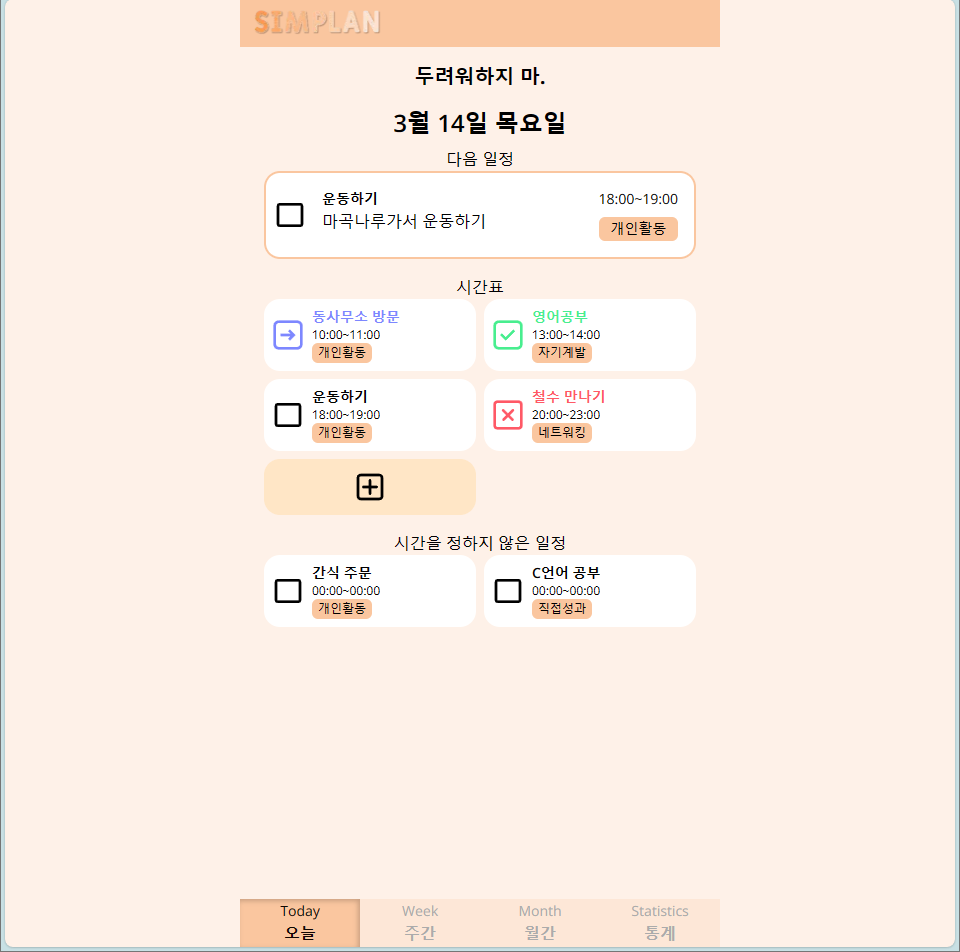 SIMPLAN
두려워하지 마.
3월 14일 목요일
다음 일정
운동하기
18:00~19:00
마곡나루가서 운동하기
개인활동
시간표
동사무소 방문
10:00~11:00
개인활동
영어공부
13:00~14:00
자기계발
운동하기
18:00~19:00
개인활동
철수 만나기
20:00~23:00
네트워킹
시간을 정하지 않은 일정
간식 주문
00:00~00:00
개인활동
C언어 공부
00:00~00:00
직접성과
Today
오늘
Week
주간
Month
월간
Statistics
통계